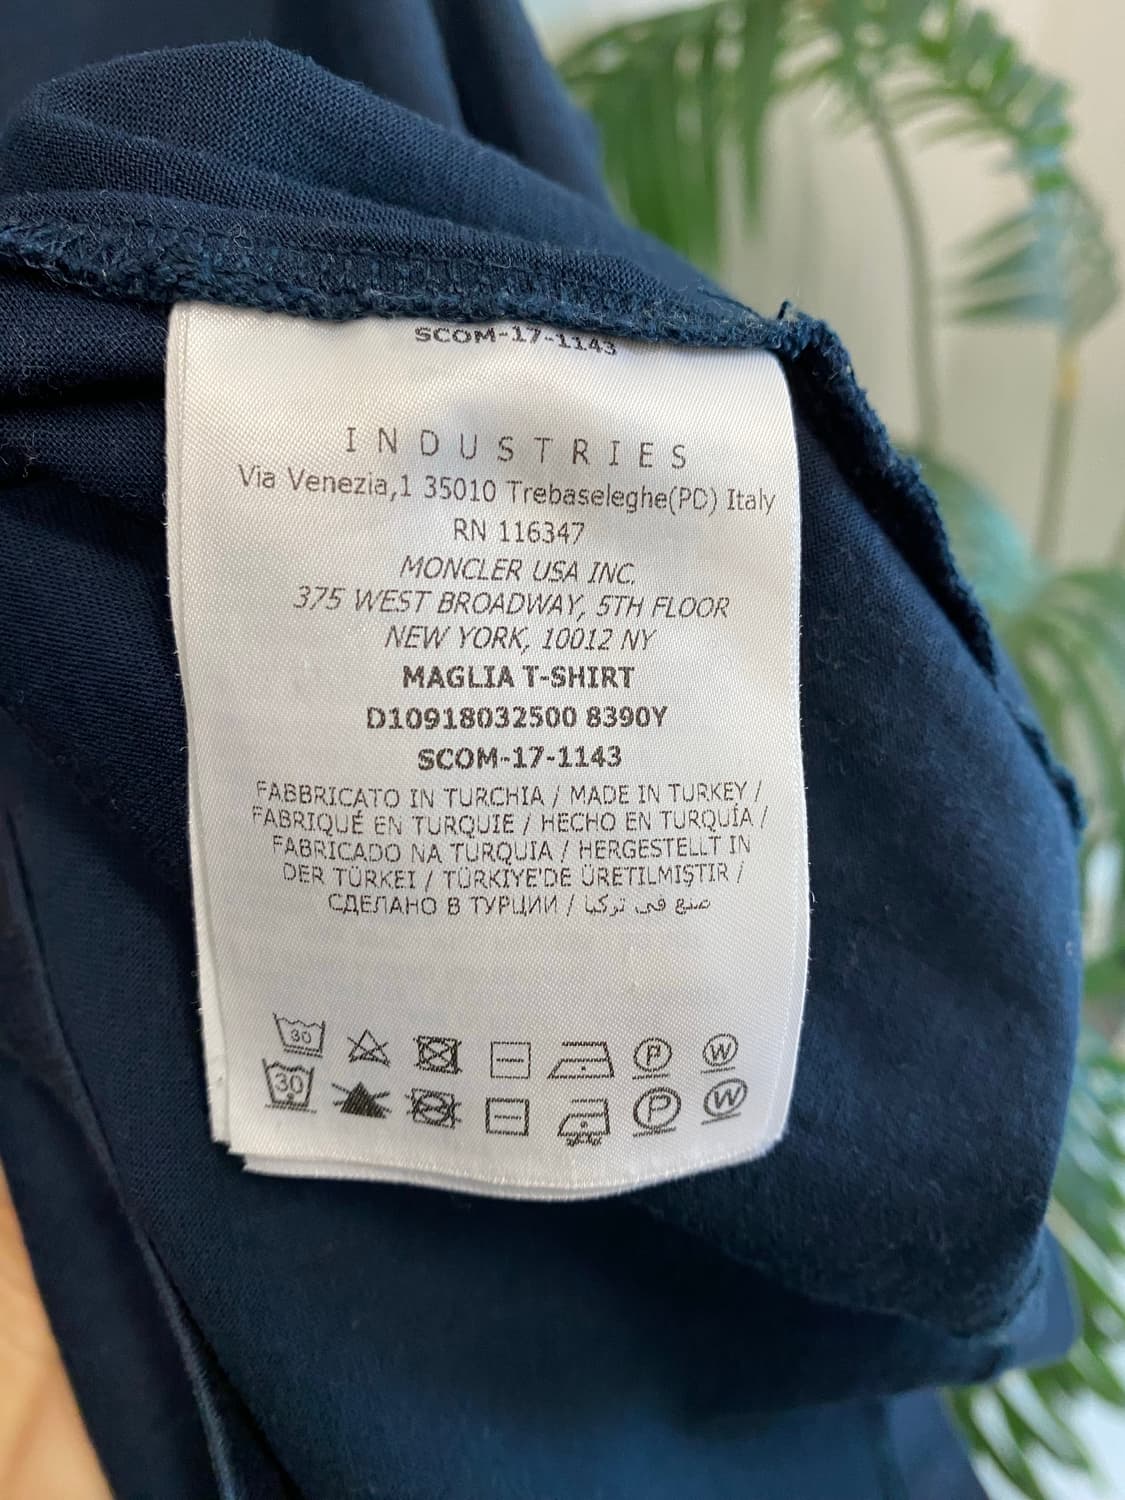 SCOM-17-1143
INDUSTRIES
Via Venezia,1 35010 Trebaseleghe(PD) Italy
RN 116347
MONCLER USA INC.
375 WEST BROADWAY, 5TH FLOOR
NEW YORK, 10012 NY
MAGLIA T-SHIRT
D10918032500 8390Y
SCOM-17-1143
FABBRICATO IN TURCHIA / MADE IN TURKEY /
FABRIQUÉ EN TURQUIE / HECHO EN TURQUÍA /
FABRICADO NA TURQUIA / HERGESTELLT IN
DER TÜRKEI / TÜRKIYE'DE ÜRETILMIŞTIR /
СДЕЛАНО В ТУРЦИИ / صنع في تركيا
30 P W
30 P W